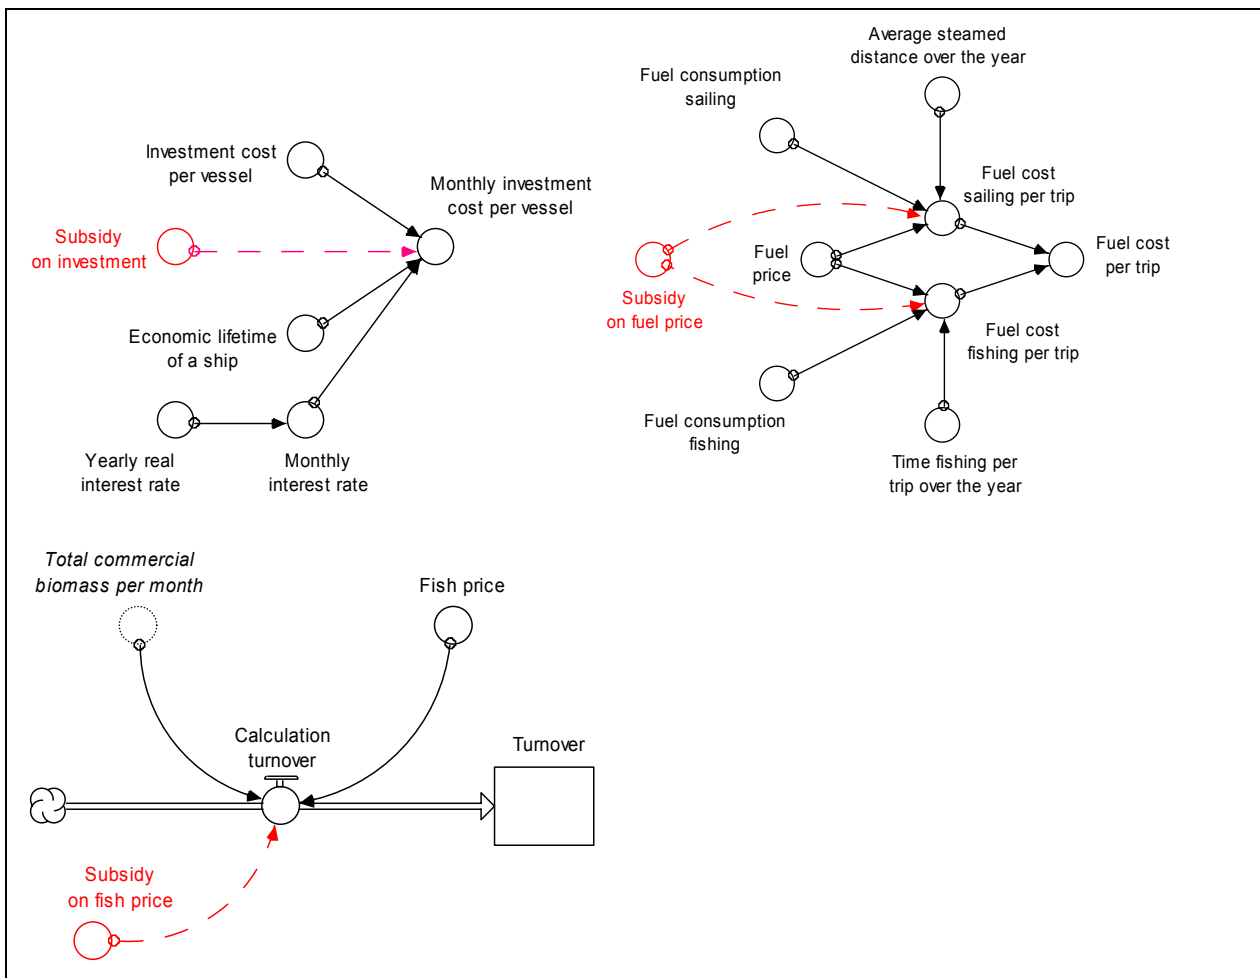 Investment cost
per vessel
Monthly investment
cost per vessel
Subsidy
on investment
Economic lifetime
of a ship
Yearly real
interest rate
Monthly
interest rate
Average steamed
distance over the year
Fuel consumption
sailing
Fuel cost
sailing per trip
Fuel
price
Fuel cost
per trip
Subsidy
on fuel price
Fuel cost
fishing per trip
Fuel consumption
fishing
Time fishing per
trip over the year
Total commercial
biomass per month
Fish price
Calculation
turnover
Turnover
Subsidy
on fish price